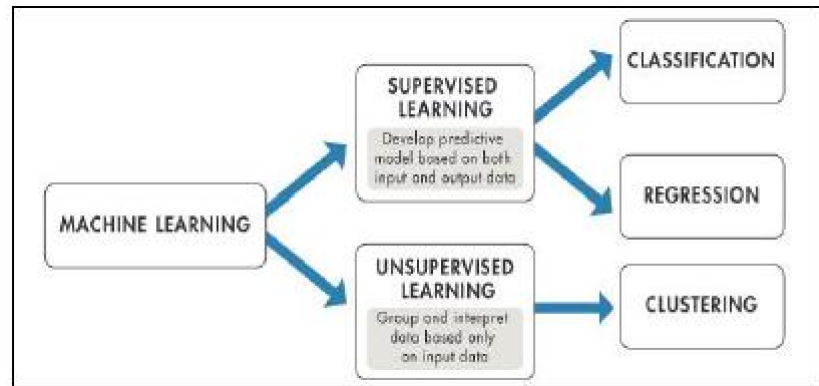 MACHINE LEARNING
SUPERVISED
LEARNING
Develop predictive
model based on both
input and output data
CLASSIFICATION
REGRESSION
UNSUPERVISED
LEARNING
Group and interpret
data based only
on input data
CLUSTERING